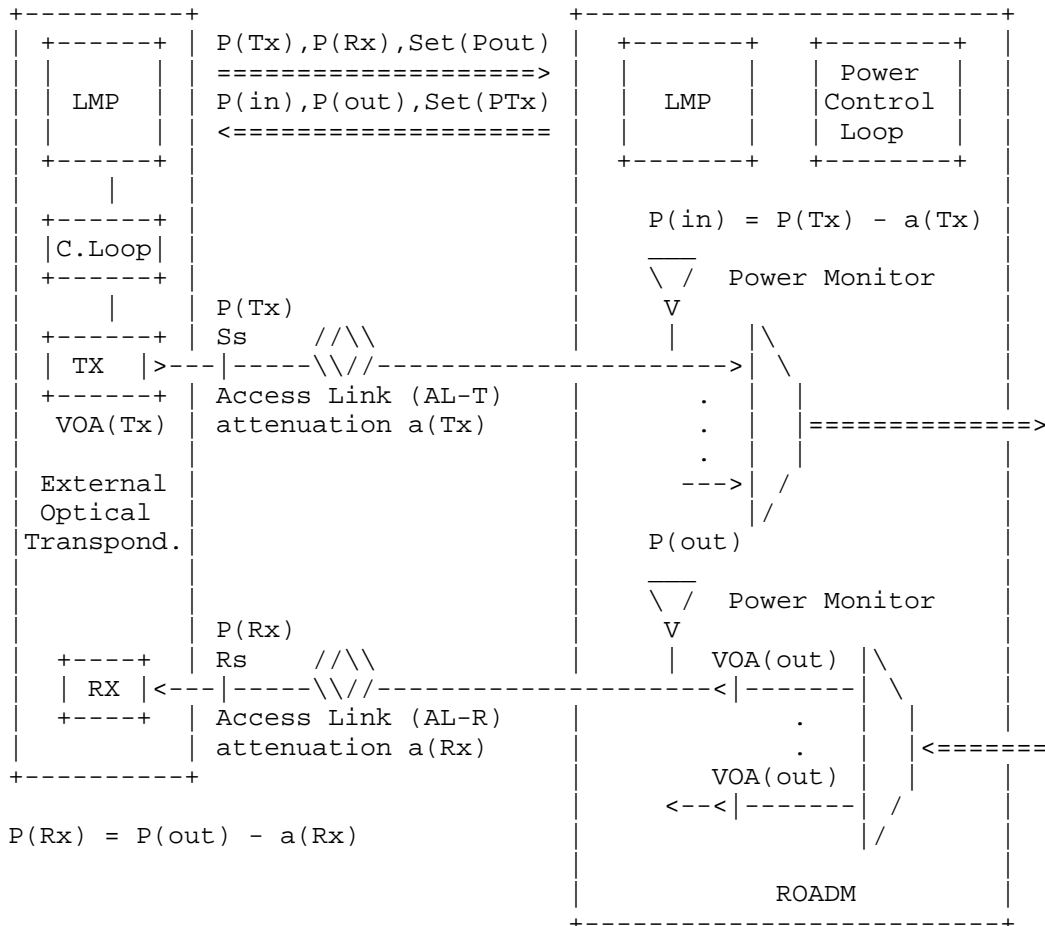 P(Tx),P(Rx),Set(Pout)
Power
LMP P(in),P(out),Set(PTx) LMP Control
Loop
P(in) = P(Tx) - a(Tx)
C.Loop
Power Monitor
P(Tx) V
Ss
TX
Access Link (AL-T)
VOA(Tx) attenuation a(Tx)
External
Optical
Transpond. P(out)
Power Monitor
P(Rx) V
Rs VOA(out)
RX
Access Link (AL-R)
attenuation a(Rx)
VOA(out)
P(Rx) = P(out) - a(Rx)
ROADM